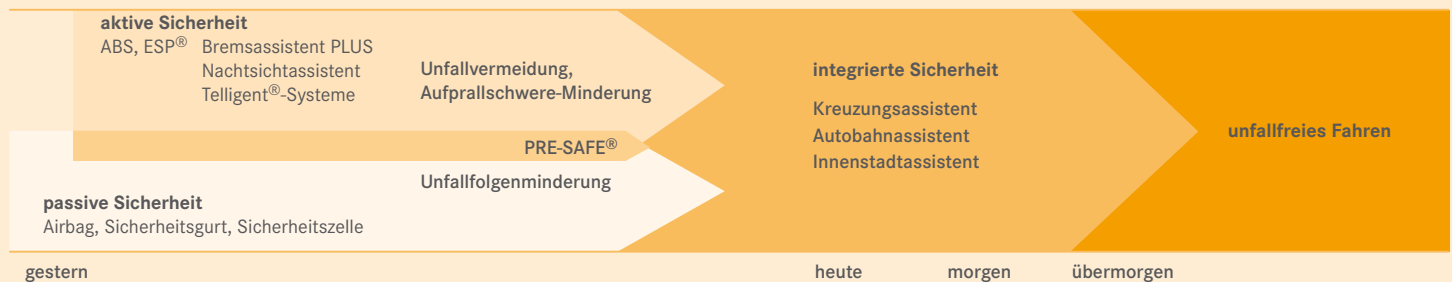 aktive Sicherheit
ABS, ESP® Bremsassistent PLUS
Nachtsichtassistent
Telligent®-Systeme
Unfallvermeidung,
Aufprallschwere-Minderung
PRE-SAFE®
Unfallfolgenminderung
passive Sicherheit
Airbag, Sicherheitsgurt, Sicherheitszelle
integrierte Sicherheit
Kreuzungsassistent
Autobahnassistent
Innenstadtassistent
unfallfreies Fahren
gestern heute morgen übermorgen